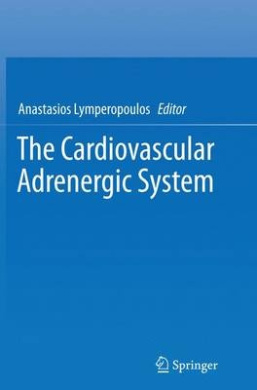 Anastasios Lymperopoulos Editor
The Cardiovascular
Adrenergic System
Springer